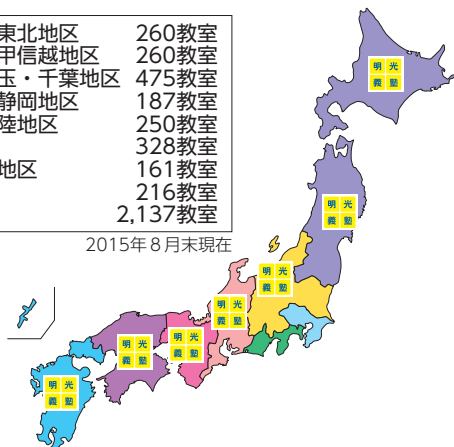 東北地区 260教室
甲信越地区 260教室
玉・千葉地区 475教室
静岡地区 187教室
陸地区 250教室
328教室
地区 161教室
216教室
2,137教室
2015年8月末現在
明光
義塾
明光
義塾
明光
義塾
明光
義塾
明光
義塾
明光
義塾
明光
義塾